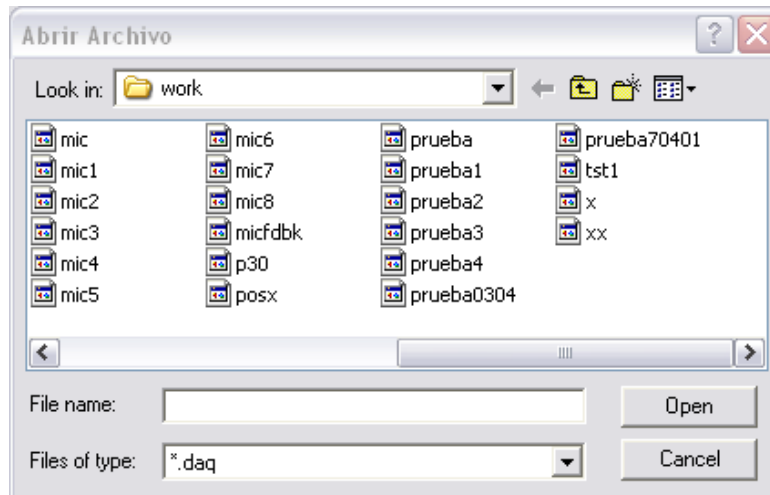 Abrir Archivo
Look in: work
mic mic6 prueba prueba70401
mic1 mic7 prueba1 tst1
mic2 mic8 prueba2 x
mic3 micfdbk prueba3 xx
mic4 p30 prueba4
mic5 posx prueba0304
File name: Open
Files of type: *.daq Cancel